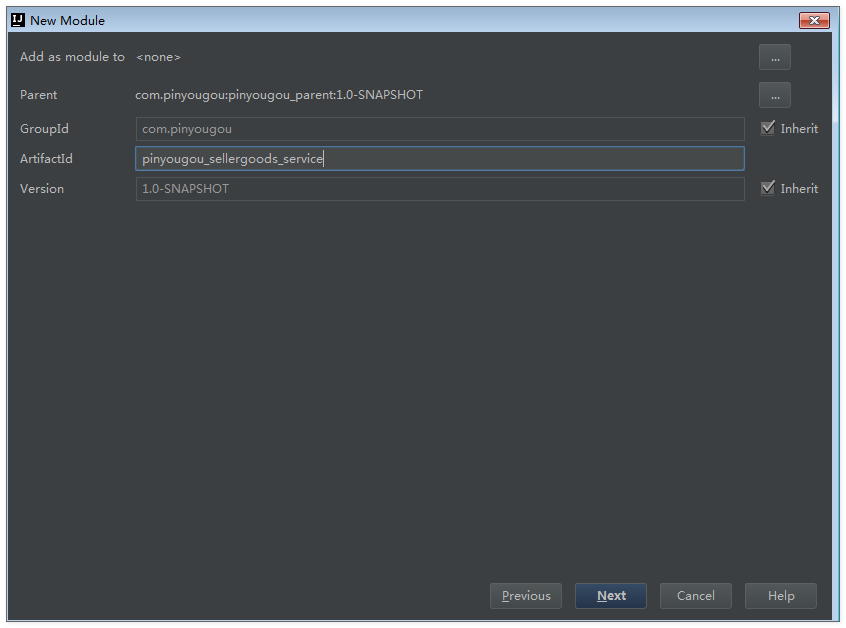 IJ New Module
Add as module to <none> ...
Parent com.pinyougou:pinyougou_parent:1.0-SNAPSHOT ...
GroupId com.pinyougou Inherit
ArtifactId pinyougou_sellergoods_service
Version 1.0-SNAPSHOT Inherit
Previous Next Cancel Help